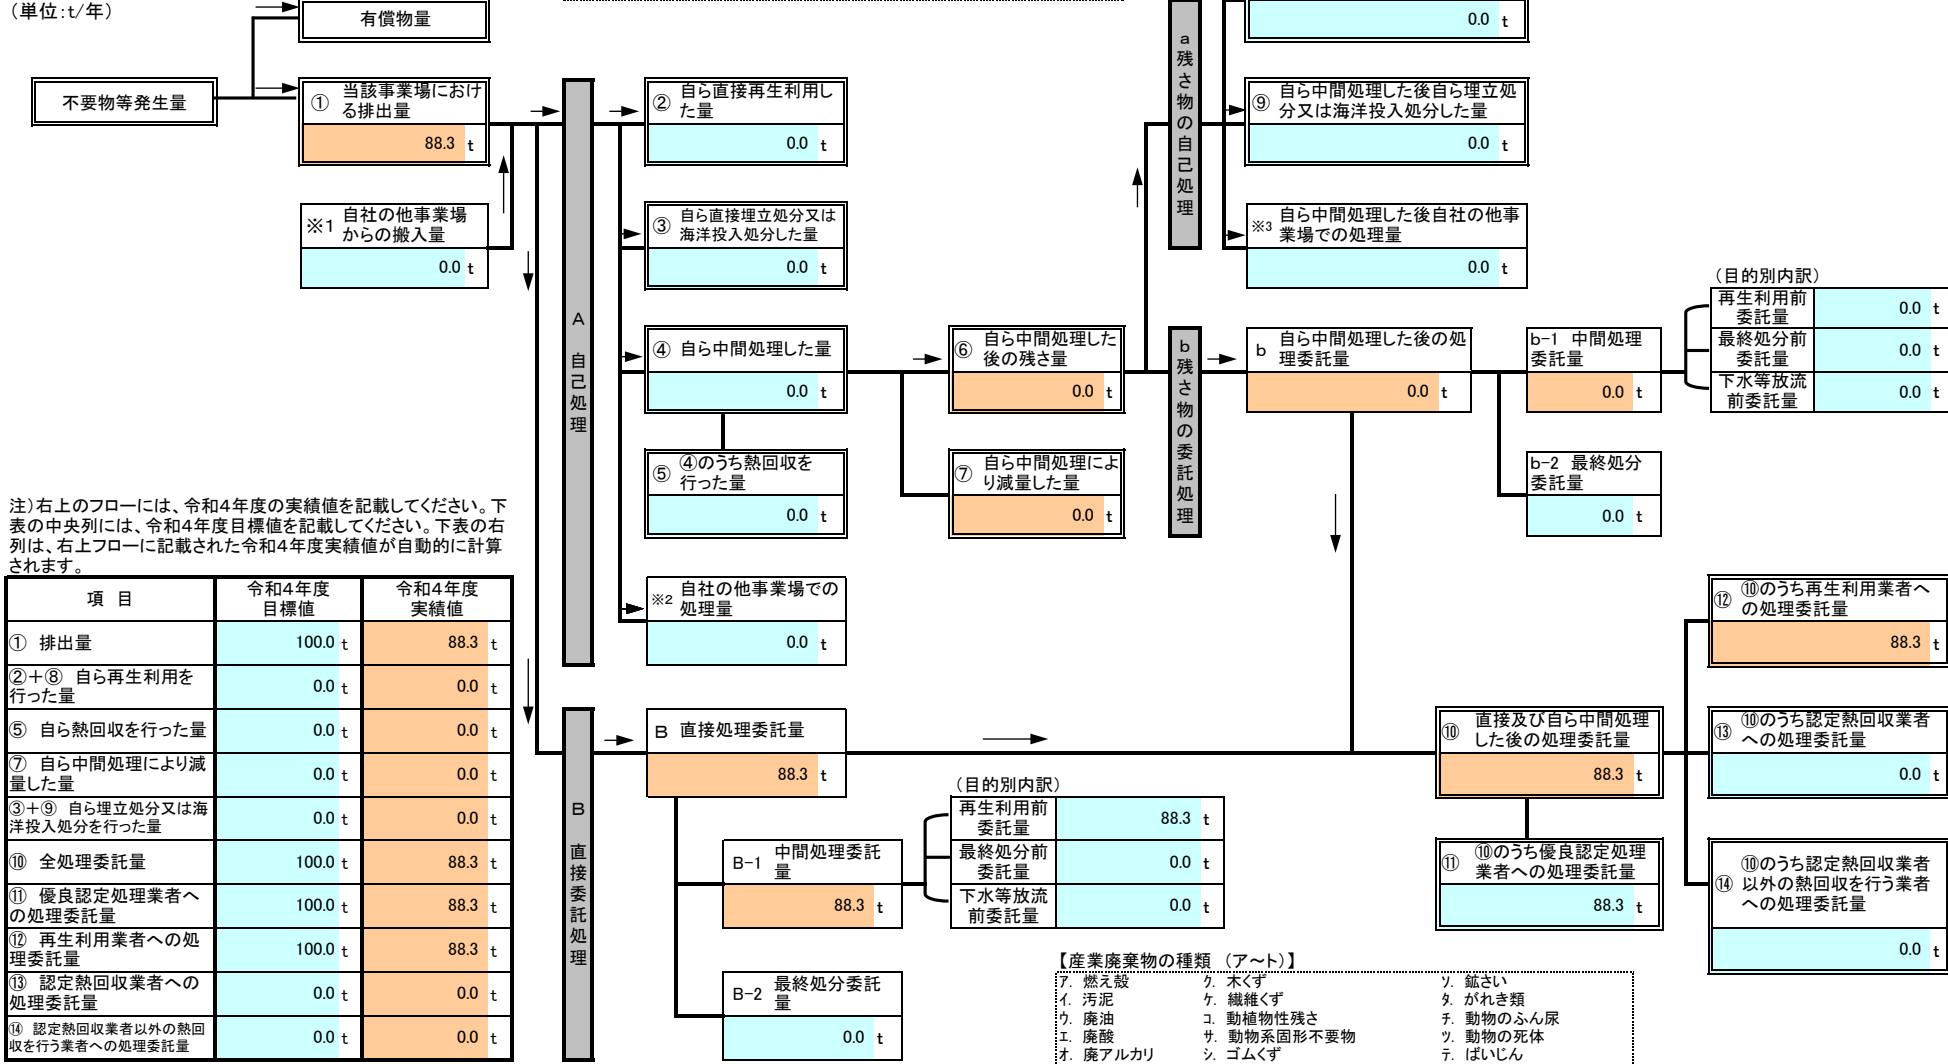 (単位:t/年)
有償物量
0.0 t
不要物等発生量
① 当該事業場におけ
る排出量
88.3 t
※1 自社の他事業場
からの搬入量
0.0 t
A 自己処理
② 自ら直接再生利用し
た量
0.0 t
③ 自ら直接埋立処分又は
海洋投入処分した量
0.0 t
④ 自ら中間処理した量
0.0 t
⑤ ④のうち熱回収を
行った量
0.0 t
※2 自社の他事業場での
処理量
0.0 t
⑥ 自ら中間処理した
後の残さ量
0.0 t
⑦ 自ら中間処理によ
り減量した量
0.0 t
a残さ物の自己処理
⑨ 自ら中間処理した後自ら埋立処
分又は海洋投入処分した量
0.0 t
※3 自ら中間処理した後自社の他事
業場での処理量
0.0 t
b残さ物の委託処理
b 自ら中間処理した後の処
理委託量
0.0 t
b-1 中間処理
委託量
0.0 t
b-2 最終処分
委託量
0.0 t
(目的別内訳)
再生利用前
委託量 0.0 t
最終処分前
委託量 0.0 t
下水等放流
前委託量 0.0 t
注)右上のフローには、令和4年度の実績値を記載してください。下
表の中央列には、令和4年度目標値を記載してください。下表の右
列は、右上フローに記載された令和4年度実績値が自動的に計算
されます。
項 目 令和4年度
目標値 令和4年度
実績値
① 排出量 100.0 t 88.3 t
②+⑧ 自ら再生利用を
行った量 0.0 t 0.0 t
⑤ 自ら熱回収を行った量 0.0 t 0.0 t
⑦ 自ら中間処理により減
量した量 0.0 t 0.0 t
③+⑨ 自ら埋立処分又は海
洋投入処分を行った量 0.0 t 0.0 t
⑩ 全処理委託量 100.0 t 88.3 t
⑪ 優良認定処理業者へ
の処理委託量 100.0 t 88.3 t
⑫ 再生利用業者への処
理委託量 100.0 t 88.3 t
⑬ 認定熱回収業者への
処理委託量 0.0 t 0.0 t
⑭ 認定熱回収業者以外の熱回
収を行う業者への処理委託量 0.0 t 0.0 t
B 直接委託処理
B 直接処理委託量
88.3 t
B-1 中間処理委託
量
88.3 t
B-2 最終処分委託
量
0.0 t
(目的別内訳)
再生利用前
委託量 88.3 t
最終処分前
委託量 0.0 t
下水等放流
前委託量 0.0 t
⑩ 直接及び自ら中間処理
した後の処理委託量
88.3 t
⑪ ⑩のうち優良認定処理
業者への処理委託量
88.3 t
⑫ ⑩のうち再生利用業者へ
の処理委託量
88.3 t
⑬ ⑩のうち認定熱回収業者
への処理委託量
0.0 t
⑭ ⑩のうち認定熱回収業者
以外の熱回収を行う業者
への処理委託量
0.0 t
【産業廃棄物の種類 (ア~ト)】
ア. 燃え殻 ク. 木くず ソ. 鉱さい
イ. 汚泥 ケ. 繊維くず タ. がれき類
ウ. 廃油 コ. 動植物性残さ チ. 動物のふん尿
エ. 廃酸 サ. 動物系固形不要物 ツ. 動物の死体
オ. 廃アルカリ シ. ゴムくず テ. ばいじん